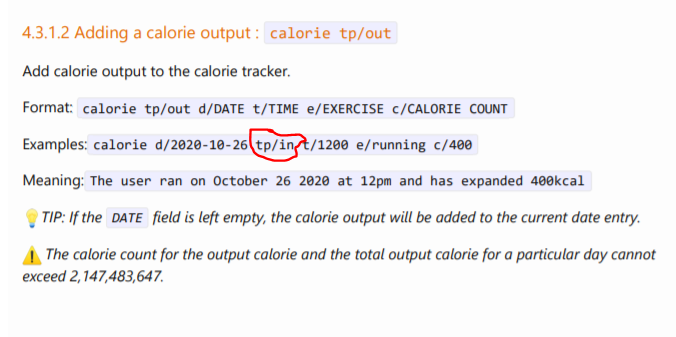 4.3.1.2 Adding a calorie output : calorie tp/out
Add calorie output to the calorie tracker.
Format: calorie tp/out d/DATE t/TIME e/EXERCISE c/CALORIE COUNT
Examples: calorie d/2020-10-26 tp/in t/1200 e/running c/400
Meaning: The user ran on October 26 2020 at 12pm and has expanded 400kcal
TIP: If the DATE field is left empty, the calorie output will be added to the current date entry.
The calorie count for the output calorie and the total output calorie for a particular day cannot
exceed 2,147,483,647.